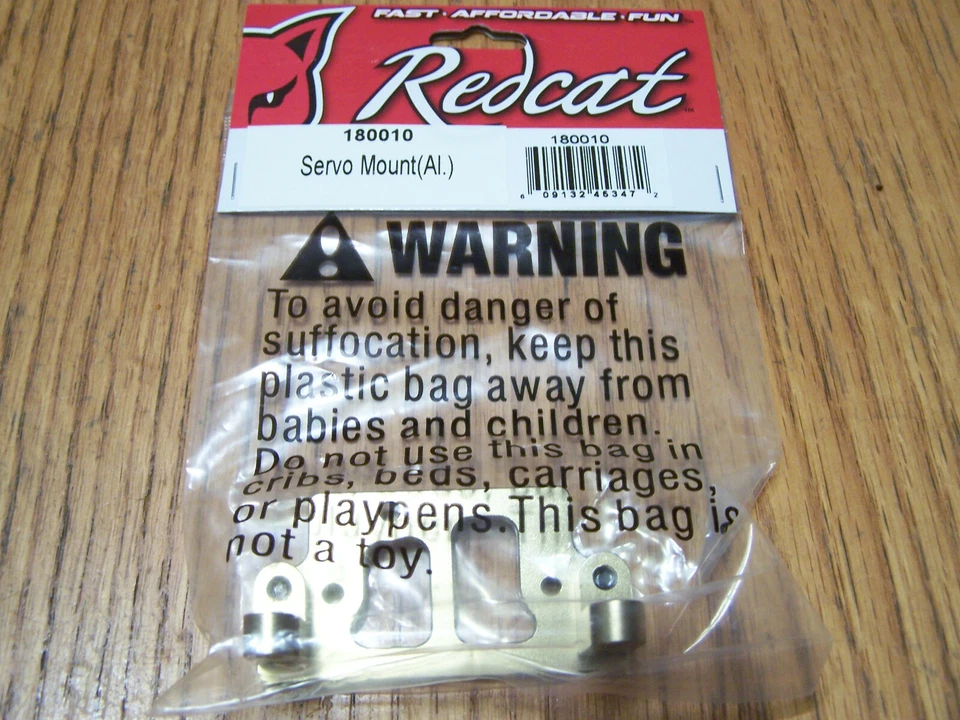 FAST · AFFORDABLE · FUN
Redcat
180010
Servo Mount(Al.)
180010
6 09132 45347 2
WARNING
To avoid danger of
suffocation, keep this
plastic bag away from
babies and children.
Do not use this bag in
cribs, beds, carriages,
or playpens.This bag is
not a toy.